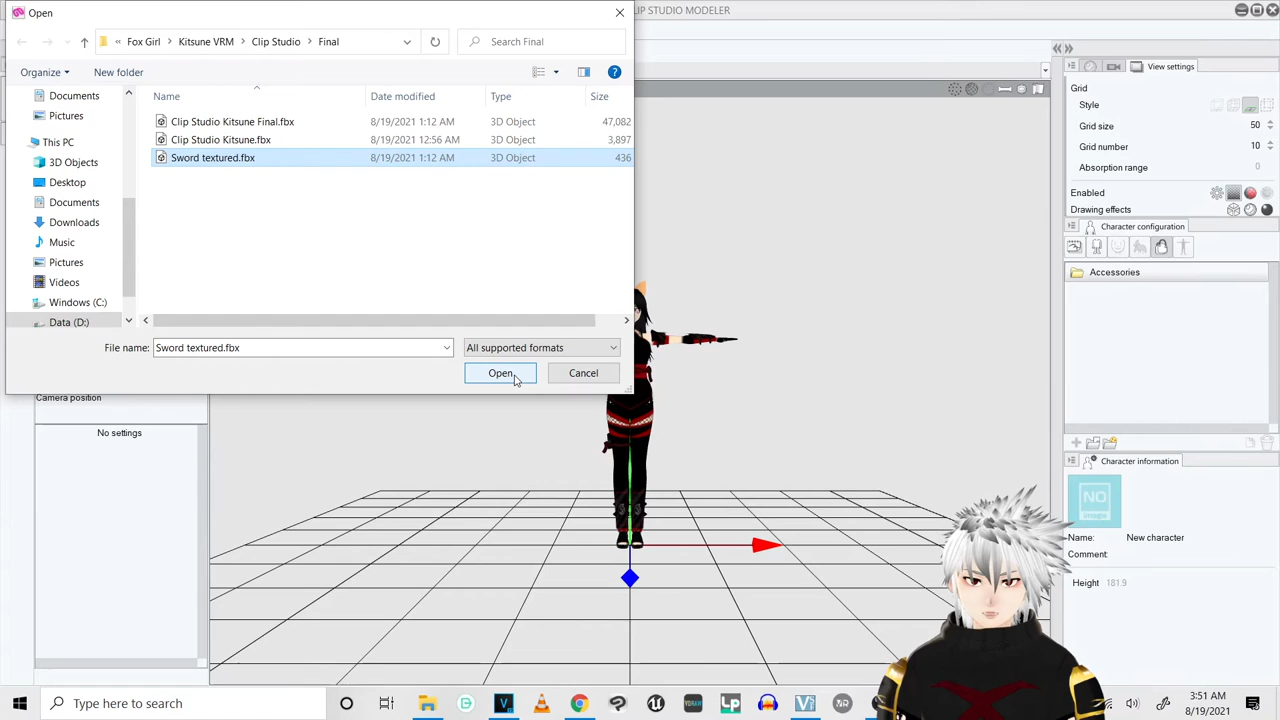 Open
CLIP STUDIO MODELER
« Fox Girl > Kitsune VRM > Clip Studio > Final
Search Final
Organize
New folder
View settings
Documents
Pictures
This PC
3D Objects
Desktop
Documents
Downloads
Music
Pictures
Videos
Windows (C:)
Data (D:)
Name
Date modified
Type
Size
Clip Studio Kitsune Final.fbx 8/19/2021 1:12 AM 3D Object 47,082
Clip Studio Kitsune.fbx 8/19/2021 12:56 AM 3D Object 3,897
Sword textured.fbx 8/19/2021 1:12 AM 3D Object 436
File name: Sword textured.fbx All supported formats
Open Cancel
Camera position
No settings
Grid
Style
Grid size 50
Grid number 10
Absorption range 0
Enabled
Drawing effects
Character configuration
Accessories
Character information
NO
Name: New character
Comment:
Height 181.9
Type here to search
LP
VDRAW
3:51 AM
8/19/2021